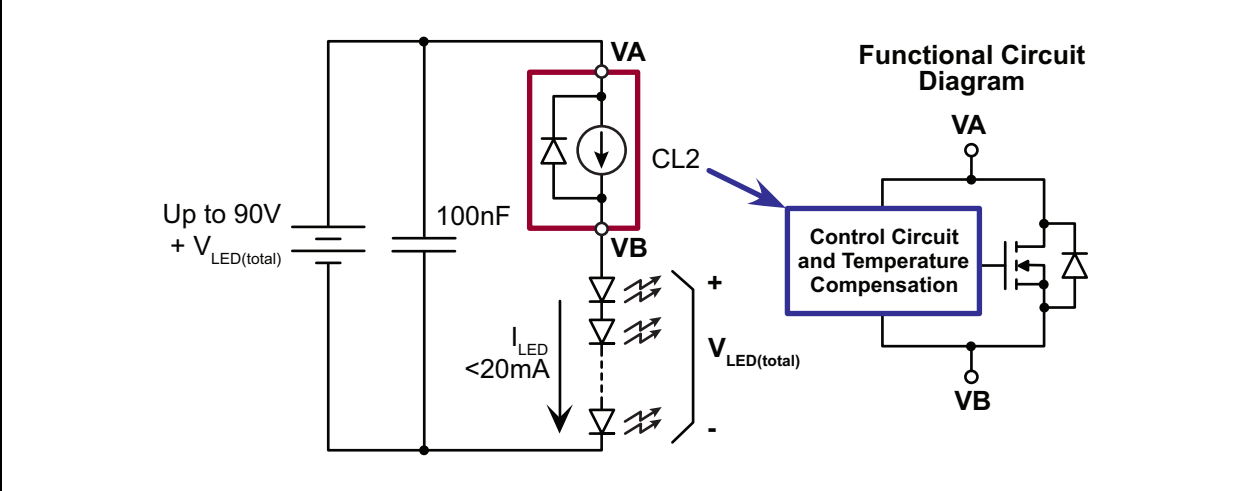 VA
Functional Circuit
Diagram
VA
CL2
Up to 90V
+ VLED(total)
100nF
VB
Control Circuit
and Temperature
Compensation
+
ILED
<20mA
VLED(total)
-
VB